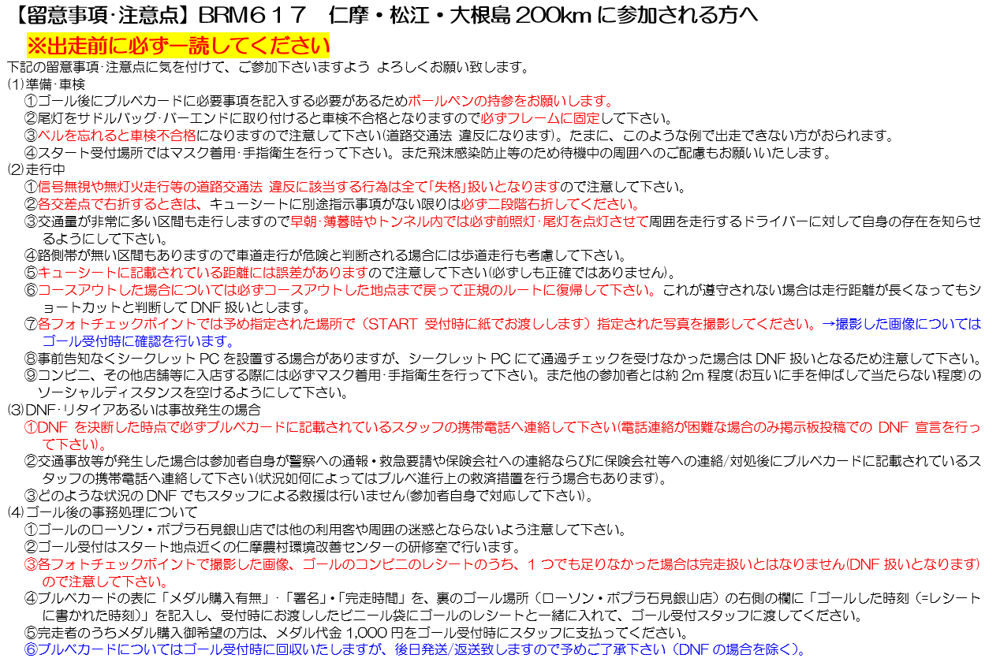 【留意事項･注意点】BRM６１７　仁摩・松江・大根島 200km に参加される方へ
※出走前に必ず一読してください
下記の留意事項･注意点に気を付けて、ご参加下さいますよう よろしくお願い致します。
(1)準備･車検
①ゴール後にブルベカードに必要事項を記入する必要があるためボールペンの持参をお願いします。
②尾灯をサドルバッグ･バーエンドに取り付けると車検不合格となりますので必ずフレームに固定して下さい。
③ベルを忘れると車検不合格になりますので注意して下さい(道路交通法 違反になります)。たまに、このような例で出走できない方がおられます。
④スタート受付場所ではマスク着用･手指衛生を行って下さい。また飛沫感染防止等のため待機中の周囲へのご配慮もお願いいたします。
(2)走行中
①信号無視や無灯火走行等の道路交通法 違反に該当する行為は全て｢失格｣扱いとなりますので注意して下さい。
②各交差点で右折するときは、キューシートに別途指示事項がない限りは必ず二段階右折してください。
③交通量が非常に多い区間も走行しますので早朝･薄暮時やトンネル内では必ず前照灯･尾灯を点灯させて周囲を走行するドライバーに対して自身の存在を知らせ
るようにして下さい。
④路側帯が無い区間もありますので車道走行が危険と判断される場合には歩道走行も考慮して下さい。
⑤キューシートに記載されている距離には誤差がありますので注意して下さい(必ずしも正確ではありません)。
⑥コースアウトした場合については必ずコースアウトした地点まで戻って正規のルートに復帰して下さい。これが遵守されない場合は走行距離が長くなってもシ
ョートカットと判断して DNF 扱いとします。
⑦各フォトチェックポイントでは予め指定された場所で（START 受付時に紙でお渡しします）指定された写真を撮影してください。→撮影した画像については
ゴール受付時に確認を行います。
⑧事前告知なくシークレット PC を設置する場合がありますが、シークレット PC にて通過チェックを受けなかった場合は DNF 扱いとなるため注意して下さい。
⑨コンビニ、その他店舗等に入店する際には必ずマスク着用･手指衛生を行って下さい。また他の参加者とは約 2m 程度(お互いに手を伸ばして当たらない程度)の
ソーシャルディスタンスを空けるようにして下さい。
(3)DNF･リタイアあるいは事故発生の場合
①DNF を決断した時点で必ずブルベカードに記載されているスタッフの携帯電話へ連絡して下さい(電話連絡が困難な場合のみ掲示板投稿での DNF 宣言を行っ
て下さい)。
②交通事故等が発生した場合は参加者自身が警察への通報・救急要請や保険会社への連絡ならびに保険会社等への連絡/対処後にブルベカードに記載されているス
タッフの携帯電話へ連絡して下さい(状況如何によってはブルベ進行上の救済措置を行う場合もあります)。
③どのような状況の DNF でもスタッフによる救援は行いません(参加者自身で対応して下さい)。
(4)ゴール後の事務処理について
①ゴールのローソン・ポプラ石見銀山店では他の利用客や周囲の迷惑とならないよう注意して下さい。
②ゴール受付はスタート地点近くの仁摩農村環境改善センターの研修室で行います。
③各フォトチェックポイントで撮影した画像、ゴールのコンビニのレシートのうち、1 つでも足りなかった場合は完走扱いとはなりません(DNF 扱いとなります)
ので注意して下さい。
④ブルベカードの表に「メダル購入有無」･「署名」･「完走時間」を、裏のゴール場所（ローソン・ポプラ石見銀山店）の右側の欄に「ゴールした時刻（=レシート
に書かれた時刻)」を記入し、受付時にお渡ししたビニール袋にゴールのレシートと一緒に入れて、ゴール受付スタッフに渡してください。
⑤完走者のうちメダル購入御希望の方は、メダル代金 1,000 円をゴール受付時にスタッフに支払ってください。
⑥ブルベカードについてはゴール受付時に回収いたしますが、後日発送/返送致しますので予めご了承下さい（DNF の場合を除く）。